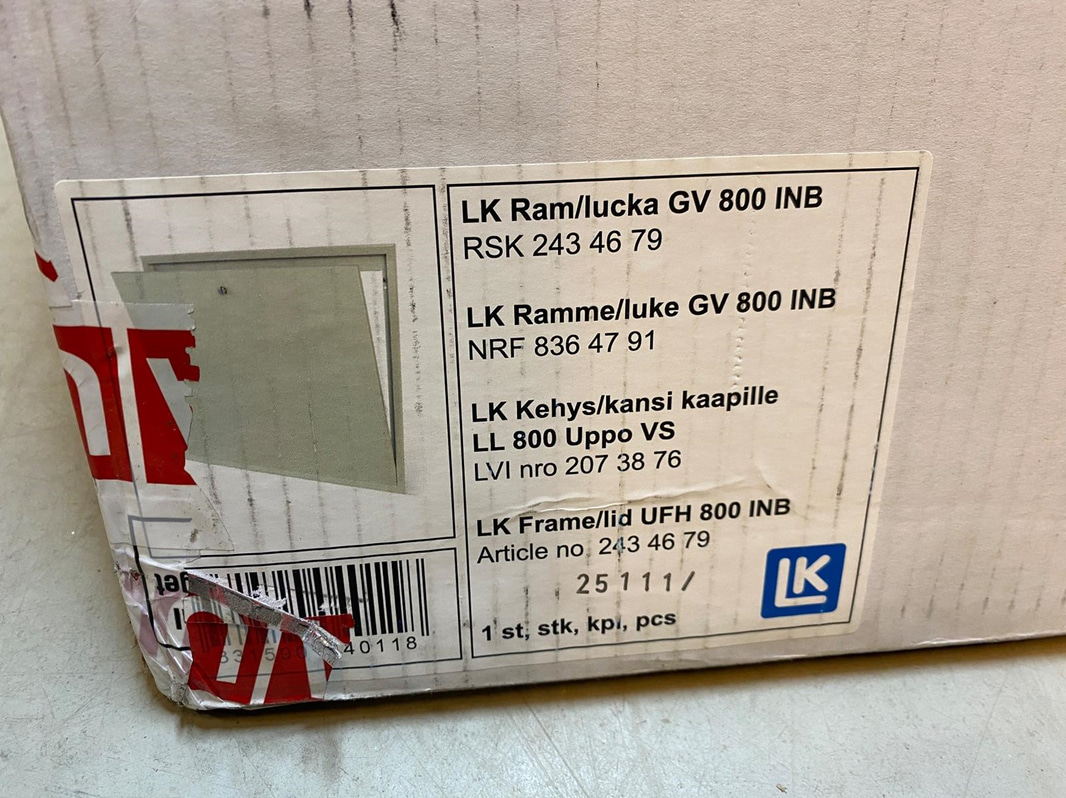 LK Ram/lucka GV 800 INB
RSK 243 46 79
LK Ramme/luke GV 800 INB
NRF 836 47 91
LK Kehys/kansi kaapille
LL 800 Uppo VS
LVI nro 207 38 76
LK Frame/lid UFH 800 INB
Article no. 243 46 79
25111/
1 st, stk, kpl, pcs
LK
40118